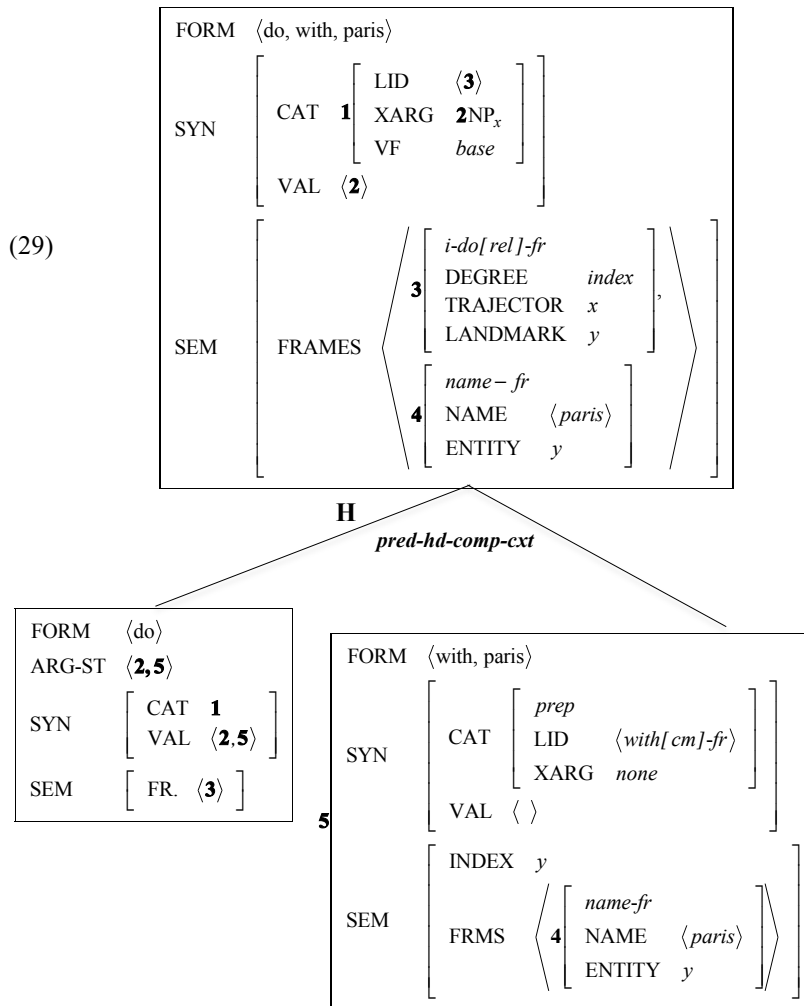 FORM ⟨do, with, paris⟩
LID ⟨3⟩
CAT 1 XARG 2NPₓ
SYN
VF base
VAL ⟨2⟩
(29)
i-do[rel]-fr
DEGREE index
3
TRAJECTOR x ,
LANDMARK y
SEM FRAMES
name – fr
4 NAME ⟨paris⟩
ENTITY y
H
pred-hd-comp-cxt
FORM ⟨do⟩
ARG-ST ⟨2,5⟩
CAT 1
SYN
VAL ⟨2,5⟩
SEM [ FR. ⟨3⟩ ]
5
FORM ⟨with, paris⟩
prep
CAT LID ⟨with[cm]-fr⟩
SYN
XARG none
VAL ⟨ ⟩
INDEX y
name-fr
SEM
FRMS 4 NAME ⟨paris⟩
ENTITY y